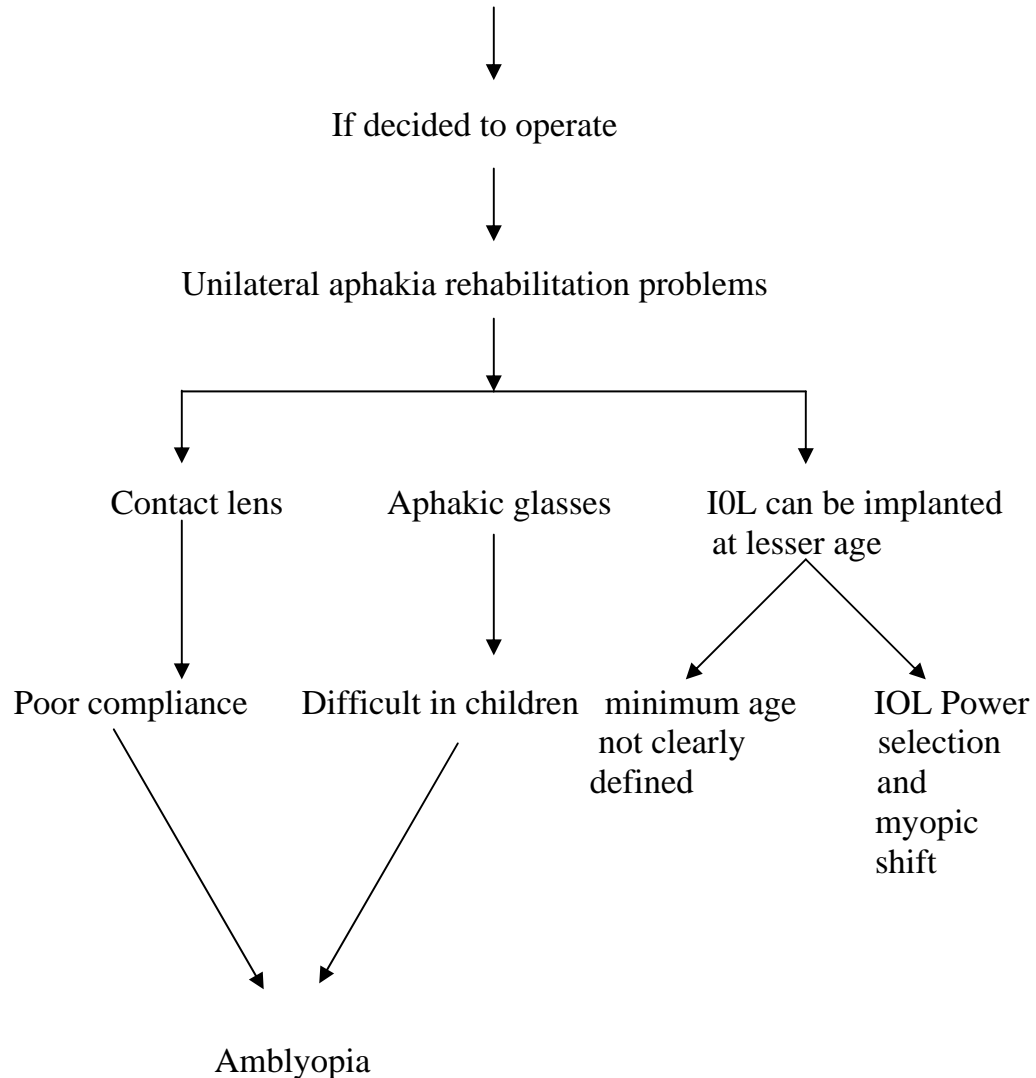 If decided to operate
Unilateral aphakia rehabilitation problems
Contact lens
Aphakic glasses
I0L can be implanted
at lesser age
Poor compliance
Difficult in children
minimum age
not clearly
defined
IOL Power
selection
and
myopic
shift
Amblyopia